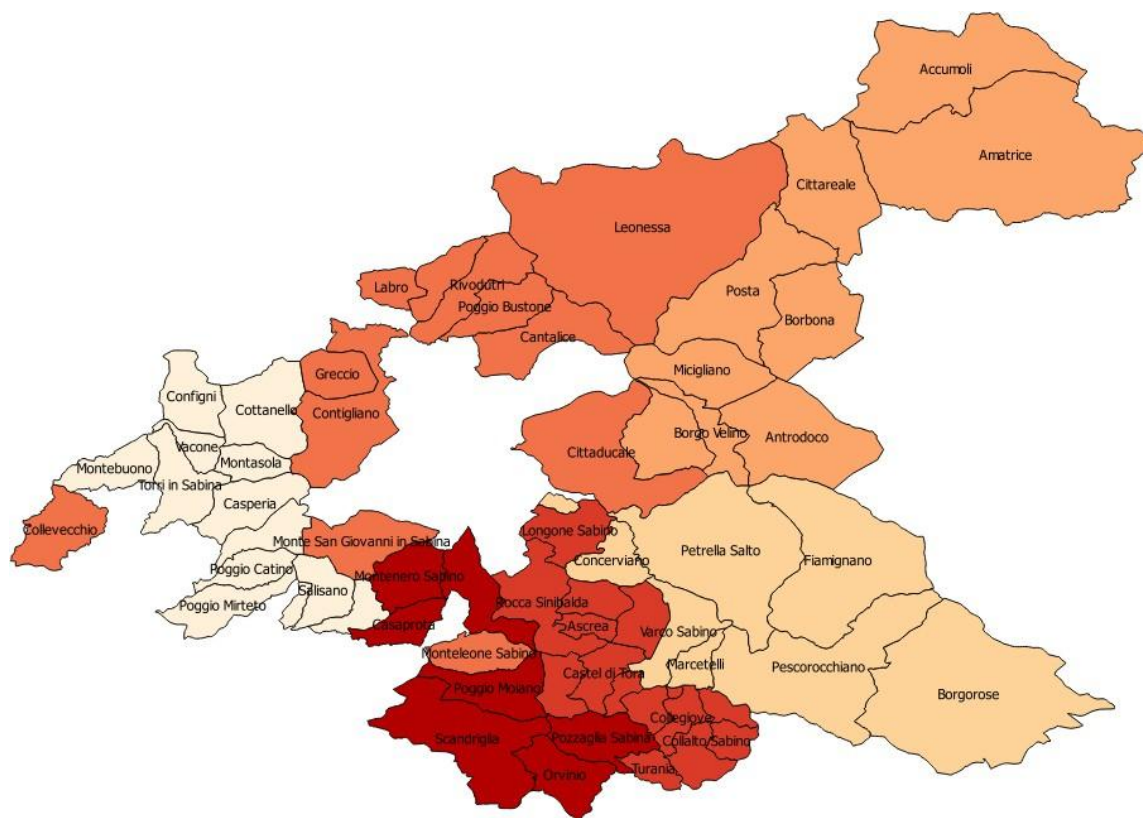 Accumoli
Amatrice
Cittareale
Leonessa
Labro
Rivodutri
Posta
Poggio Bustone
Borbona
Cantalice
Micigliano
Greccio
Configni
Cottanello
Contigliano
Borgo Velino
Antrodoco
Vacone
Cittaducale
Montebuono
Montasola
Torri in Sabina
Casperia
Collevecchio
Longone Sabino
Monte San Giovanni in Sabina
Petrella Salto
Concerviano
Fiamignano
Poggio Catino
Montenero Sabino
Salisano
Poggio Mirteto
Rocca Sinibalda
Casaprota
Ascrea
Varco Sabino
Monteleone Sabino
Marcetelli
Pescorocchiano
Castel di Tora
Poggio Moiano
Borgorose
Collegiove
Scandriglia
Pozzaglia Sabina
Collalto Sabino
Turania
Orvinio